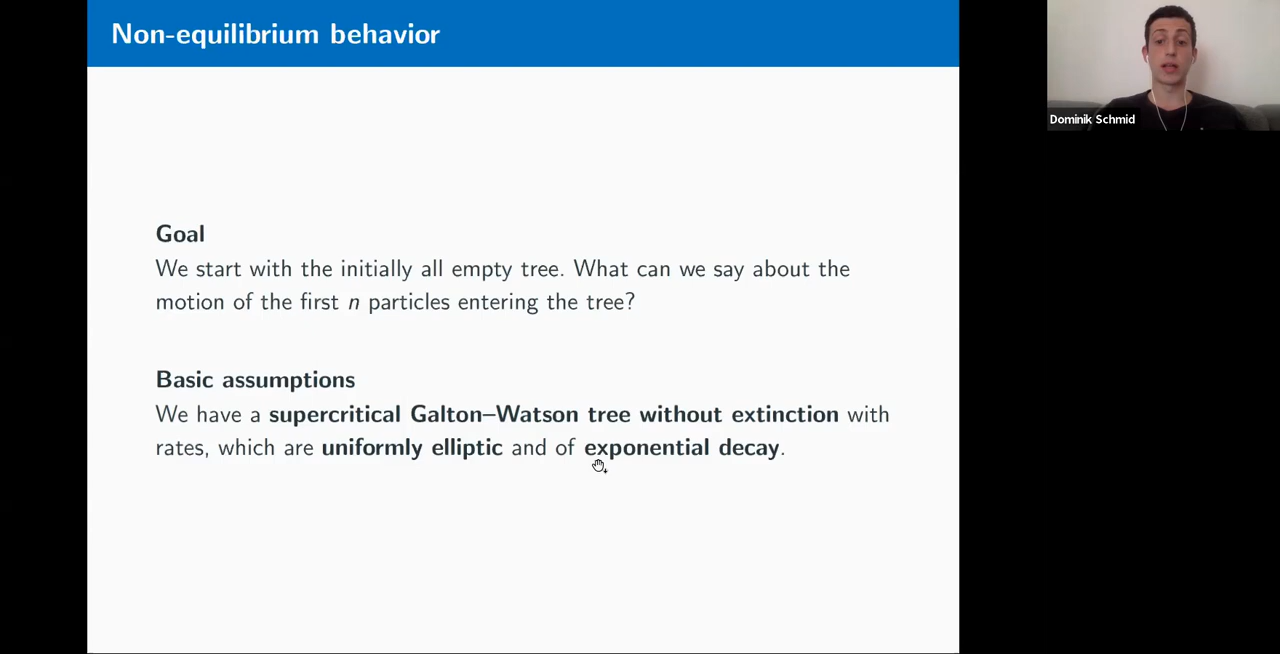 Non-equilibrium behavior
Dominik Schmid
Goal
We start with the initially all empty tree. What can we say about the
motion of the first n particles entering the tree?
Basic assumptions
We have a supercritical Galton–Watson tree without extinction with
rates, which are uniformly elliptic and of exponential decay.